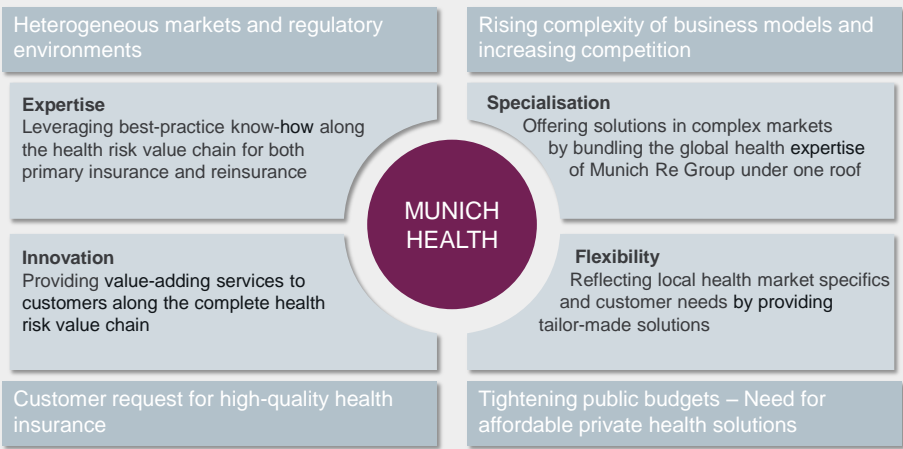 Heterogeneous markets and regulatory
environments
Rising complexity of business models and
increasing competition
Expertise
Leveraging best-practice know-how along
the health risk value chain for both
primary insurance and reinsurance
Specialisation
Offering solutions in complex markets
by bundling the global health expertise
of Munich Re Group under one roof
MUNICH
HEALTH
Innovation
Providing value-adding services to
customers along the complete health
risk value chain
Flexibility
Reflecting local health market specifics
and customer needs by providing
tailor-made solutions
Customer request for high-quality health
insurance
Tightening public budgets – Need for
affordable private health solutions